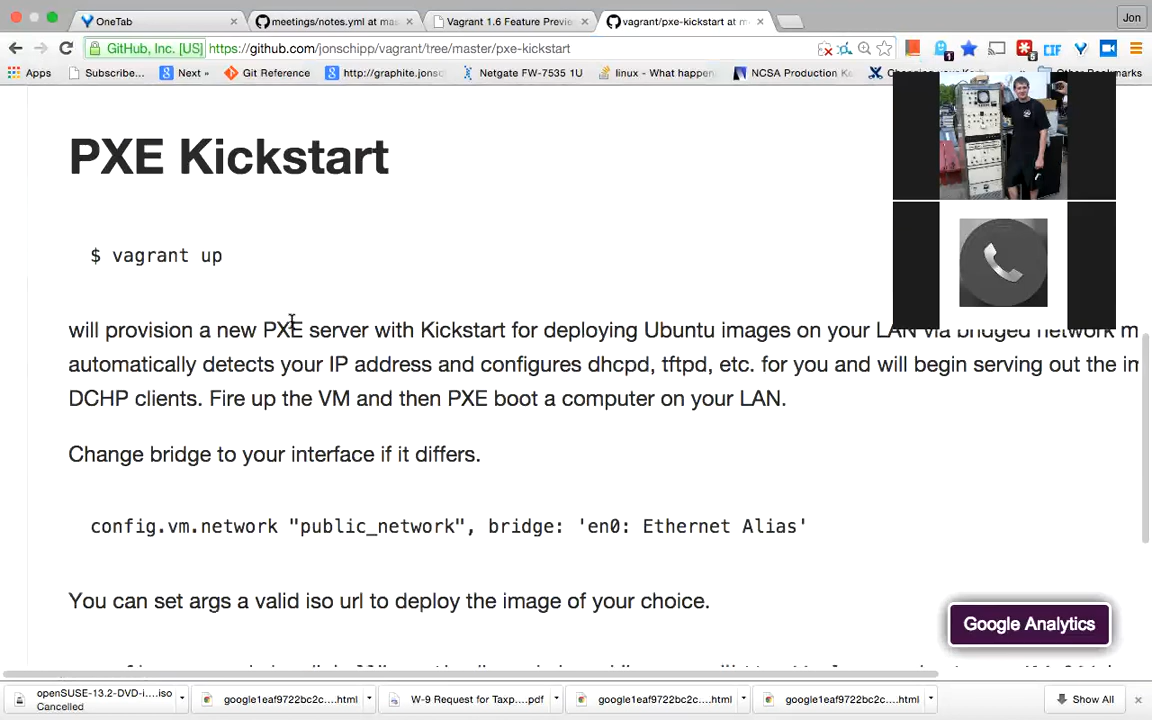 OneTab
meetings/notes.yml at mas
Vagrant 1.6 Feature Previe
vagrant/pxe-kickstart at m
Jon
GitHub, Inc. [US] https://github.com/jonschipp/vagrant/tree/master/pxe-kickstart
CIF
Apps Subscribe... Next » Git Reference http://graphite.jons Netgate FW-7535 1U linux - What happen NCSA Production Ka
PXE Kickstart
$ vagrant up
will provision a new PXE server with Kickstart for deploying Ubuntu images on your LAN via bridged network m
automatically detects your IP address and configures dhcpd, tftpd, etc. for you and will begin serving out the in
DCHP clients. Fire up the VM and then PXE boot a computer on your LAN.
Change bridge to your interface if it differs.
config.vm.network "public_network", bridge: 'en0: Ethernet Alias'
You can set args a valid iso url to deploy the image of your choice.
Google Analytics
openSUSE-13.2-DVD-i....iso
Cancelled
google1eaf9722bc2c....html
W-9 Request for Taxp....pdf
google1eaf9722bc2c....html
google1eaf9722bc2c....html
Show All